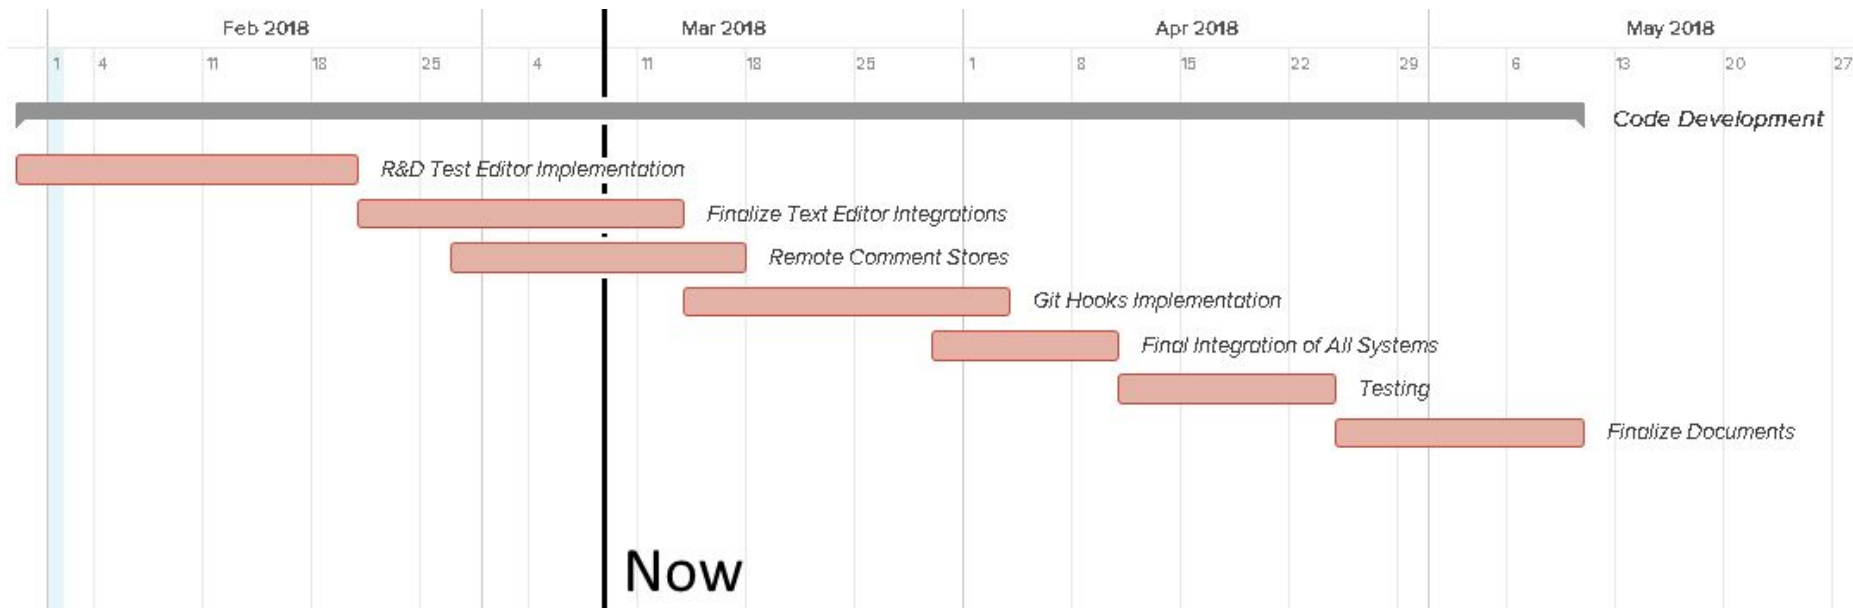 Feb 2018 Mar 2018 Apr 2018 May 2018
1 4 11 18 25 4 11 18 25 1 8 15 22 29 6 13 20 27
Code Development
R&D Test Editor Implementation
Finalize Text Editor Integrations
Remote Comment Stores
Git Hooks Implementation
Final Integration of All Systems
Testing
Finalize Documents
Now